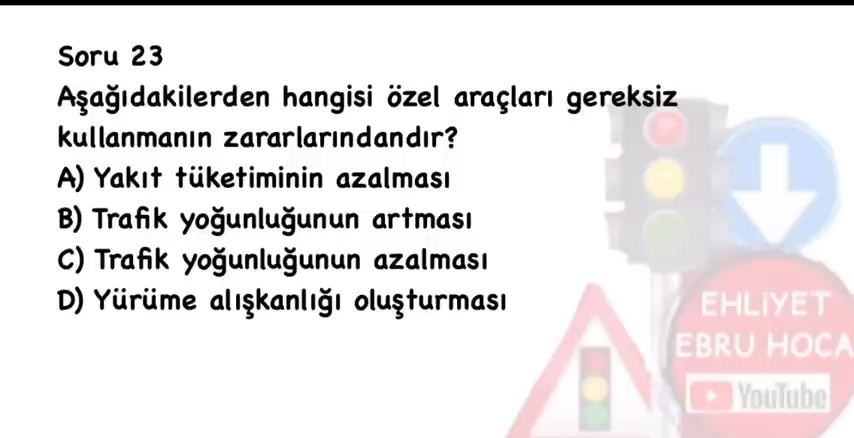 Soru 23
Aşağıdakilerden hangisi özel araçları gereksiz
kullanmanın zararlarındandır?
A) Yakıt tüketiminin azalması
B) Trafik yoğunluğunun artması
C) Trafik yoğunluğunun azalması
D) Yürüme alışkanlığı oluşturması
EHLİYET
EBRU HOCA
YouTube